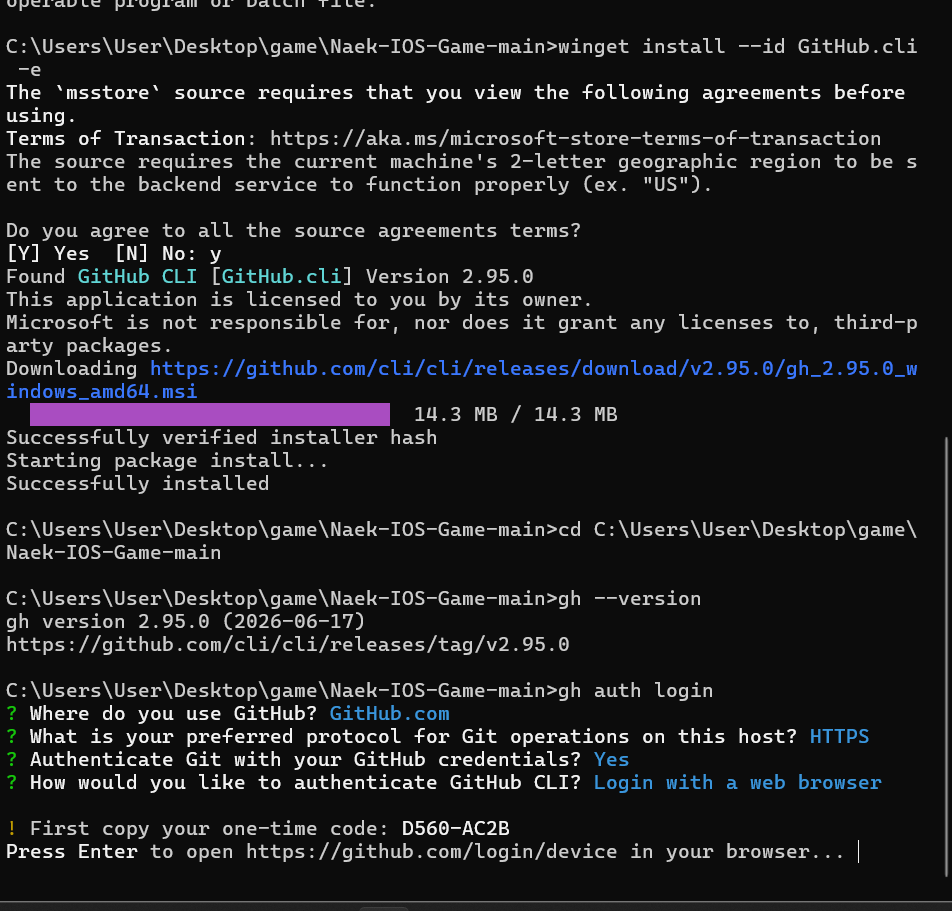 operable program or batch file.
C:\Users\User\Desktop\game\Naek-IOS-Game-main>winget install --id GitHub.cli
 -e
The `msstore` source requires that you view the following agreements before
using.
Terms of Transaction: https://aka.ms/microsoft-store-terms-of-transaction
The source requires the current machine's 2-letter geographic region to be s
ent to the backend service to function properly (ex. "US").
Do you agree to all the source agreements terms?
[Y] Yes  [N] No: y
Found GitHub CLI [GitHub.cli] Version 2.95.0
This application is licensed to you by its owner.
Microsoft is not responsible for, nor does it grant any licenses to, third-p
arty packages.
Downloading https://github.com/cli/cli/releases/download/v2.95.0/gh_2.95.0_w
indows_amd64.msi
14.3 MB / 14.3 MB
Successfully verified installer hash
Starting package install...
Successfully installed
C:\Users\User\Desktop\game\Naek-IOS-Game-main>cd C:\Users\User\Desktop\game\
Naek-IOS-Game-main
C:\Users\User\Desktop\game\Naek-IOS-Game-main>gh --version
gh version 2.95.0 (2026-06-17)
https://github.com/cli/cli/releases/tag/v2.95.0
C:\Users\User\Desktop\game\Naek-IOS-Game-main>gh auth login
? Where do you use GitHub? GitHub.com
? What is your preferred protocol for Git operations on this host? HTTPS
? Authenticate Git with your GitHub credentials? Yes
? How would you like to authenticate GitHub CLI? Login with a web browser
! First copy your one-time code: D560-AC2B
Press Enter to open https://github.com/login/device in your browser...